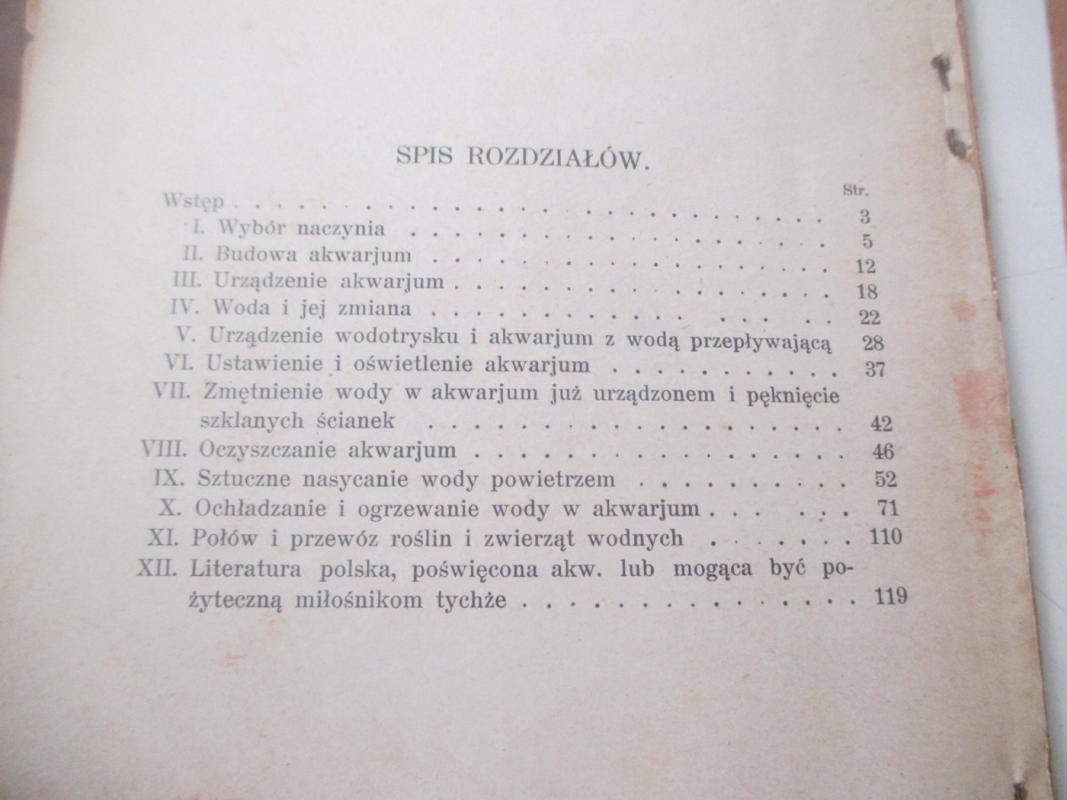 SPIS ROZDZIAŁÓW.
Str.
Wstęp . . . . . . . . . . . . . . . . . . . . . . 3
I. Wybór naczynia . . . . . . . . . . . . . . . . 5
II. Budowa akwarjum . . . . . . . . . . . . . . . 12
III. Urządzenie akwarjum . . . . . . . . . . . . . . 18
IV. Woda i jej zmiana . . . . . . . . . . . . . . . 22
V. Urządzenie wodotrysku i akwarjum z wodą przepływającą 28
VI. Ustawienie i oświetlenie akwarjum . . . . . . . . . . 37
VII. Zmętnienie wody w akwarjum już urządzonem i pęknięcie
szklanych ścianek . . . . . . . . . . . . . . . . 42
VIII. Oczyszczanie akwarjum . . . . . . . . . . . . . . 46
IX. Sztuczne nasycanie wody powietrzem . . . . . . . . . 52
X. Ochładzanie i ogrzewanie wody w akwarjum . . . . . . 71
XI. Połów i przewóz roślin i zwierząt wodnych . . . . . . 110
XII. Literatura polska, poświęcona akw. lub mogąca być po-
żyteczną miłośnikom tychże . . . . . . . . . . . . . . 119